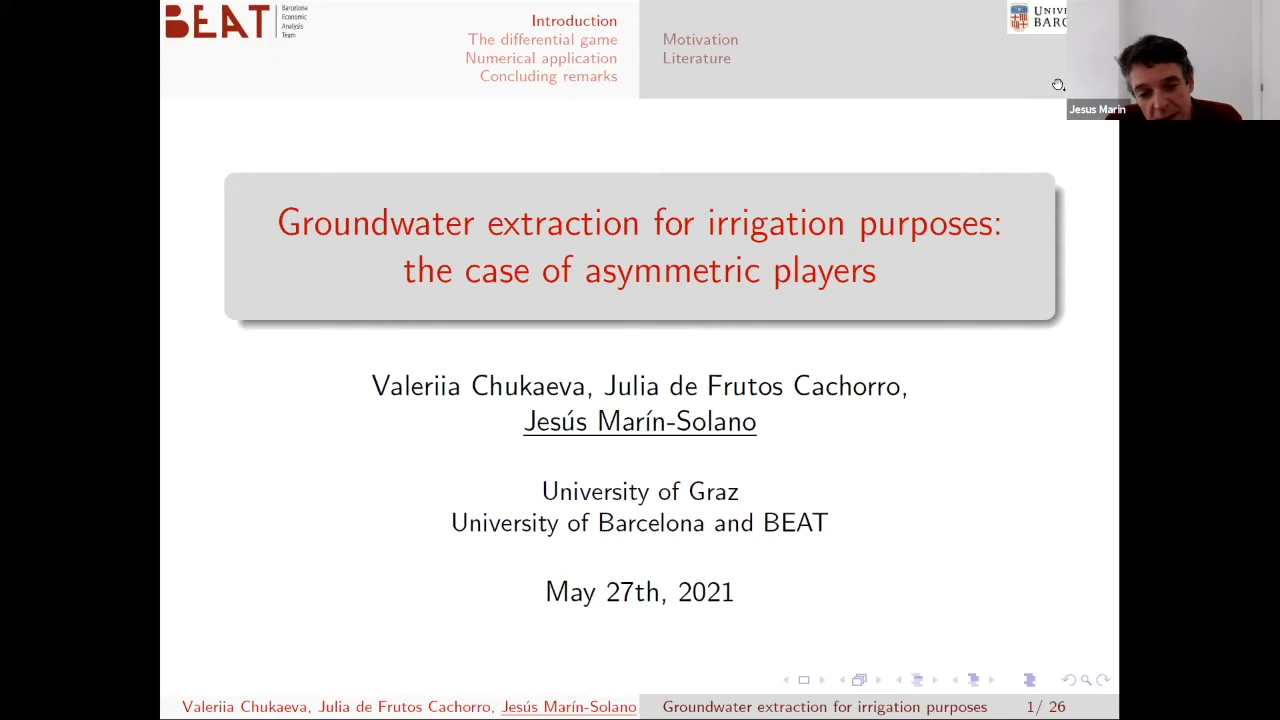 BEAT
Barcelona
Economic
Analysis
Team
Introduction
The differential game
Numerical application
Concluding remarks
Motivation
Literature
Jesus Marin
Groundwater extraction for irrigation purposes:
the case of asymmetric players
Valeriia Chukaeva, Julia de Frutos Cachorro,
Jesús Marín-Solano
University of Graz
University of Barcelona and BEAT
May 27th, 2021
Valeriia Chukaeva, Julia de Frutos Cachorro, Jesús Marín-Solano
Groundwater extraction for irrigation purposes
1/ 26